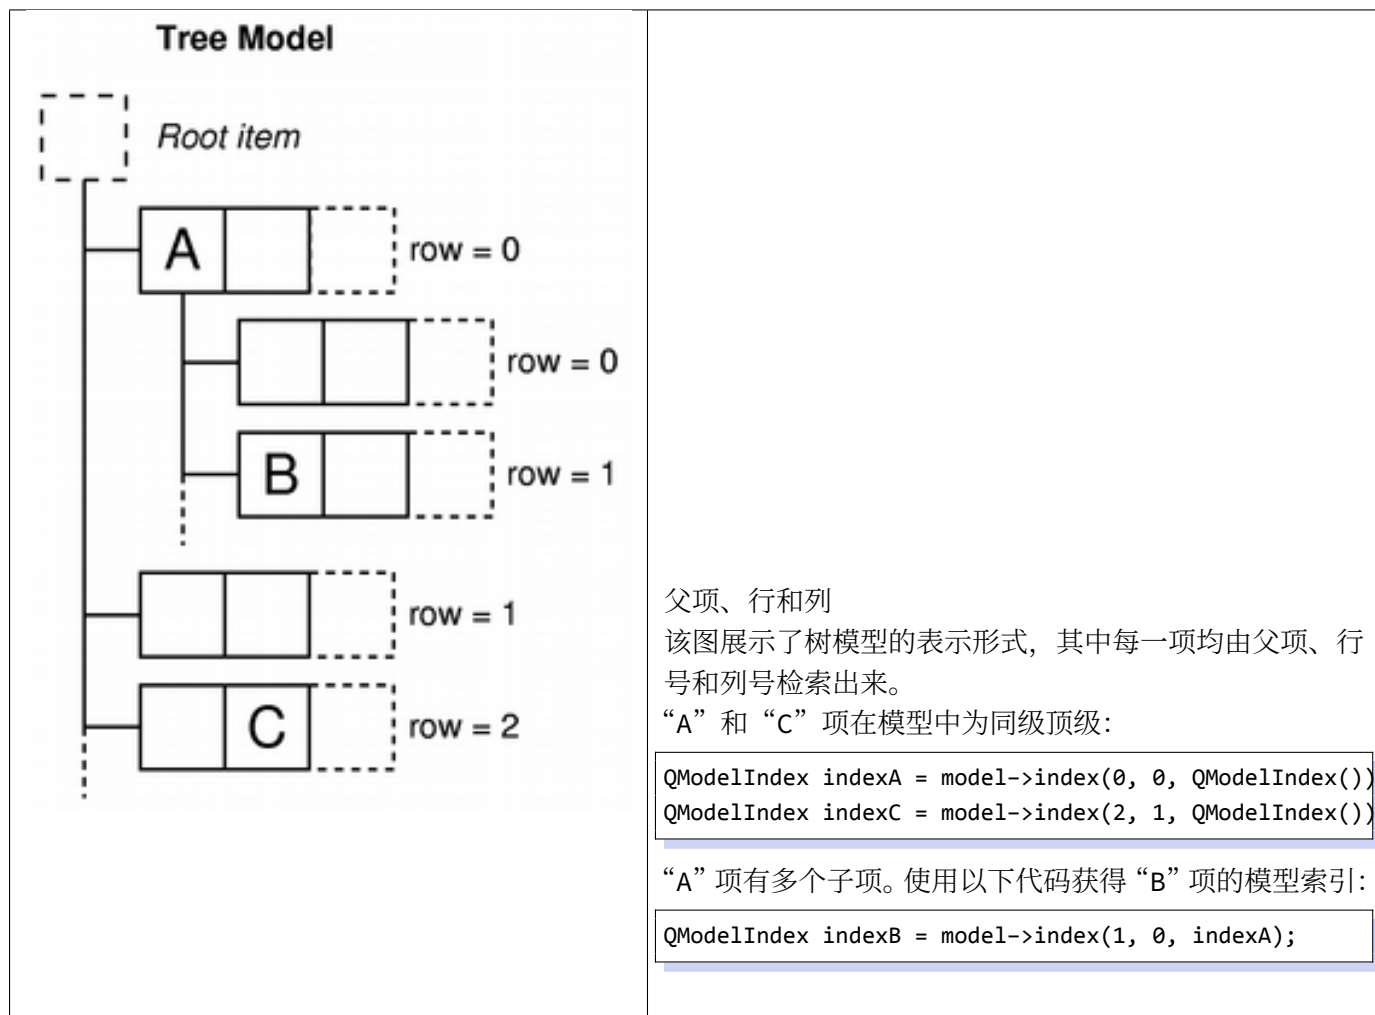 Tree Model
Root item
A
row = 0
row = 0
B
row = 1
row = 1
C
row = 2
父项、行和列
该图展示了树模型的表示形式，其中每一项均由父项、行
号和列号检索出来。
“A”和“C”项在模型中为同级顶级：
QModelIndex indexA = model->index(0, 0, QModelIndex())
QModelIndex indexC = model->index(2, 1, QModelIndex())
“A”项有多个子项。使用以下代码获得“B”项的模型索引：
QModelIndex indexB = model->index(1, 0, indexA);